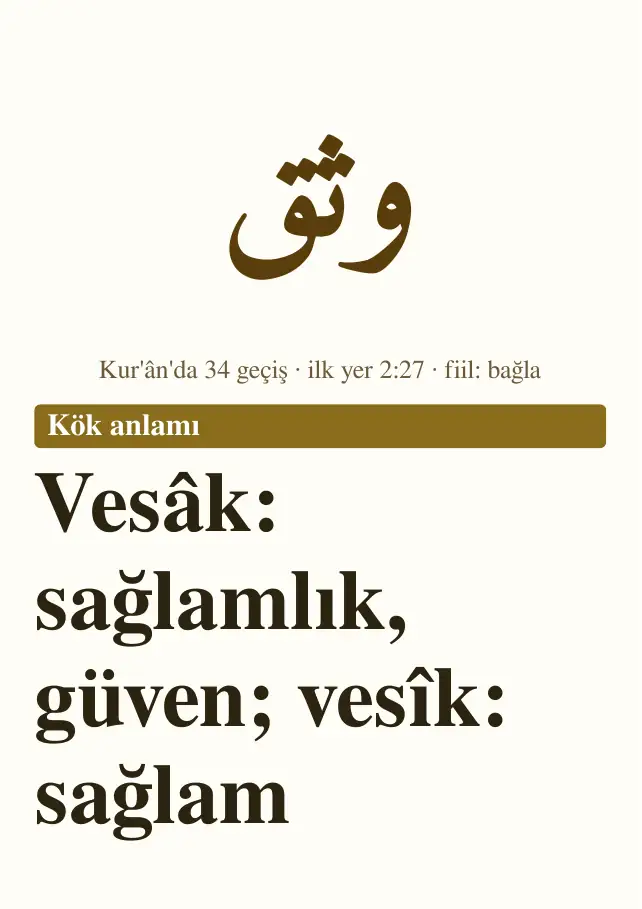 وثق
Kur'ân'da 34 geçiş · ilk yer 2:27 · fiil: bağla
Kök anlamı
Vesâk:
sağlamlık,
güven; vesîk:
sağlam